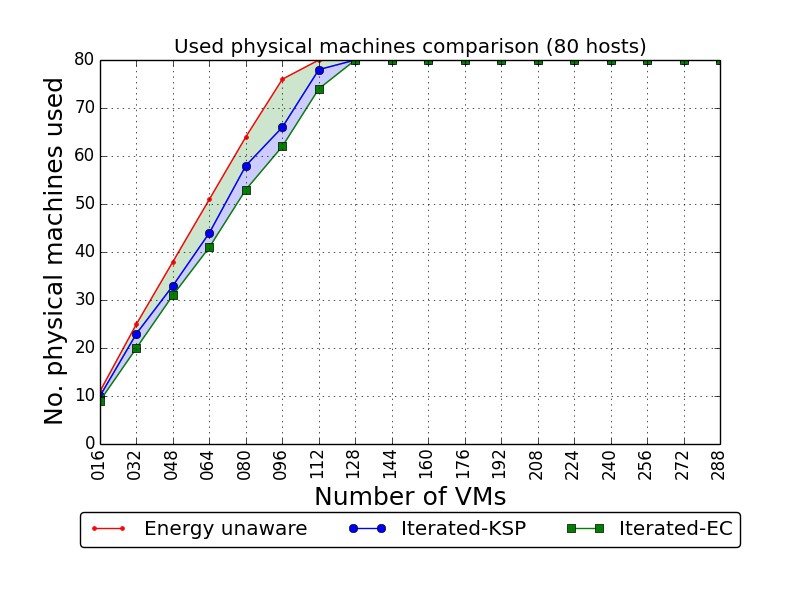 Used physical machines comparison (80 hosts)
80
70
60
50
40
30
20
10
0
No. physical machines used
016 032 048 064 080 096 112 128 144 160 176 192 208 224 240 256 272 288
Number of VMs
Energy unaware Iterated-KSP Iterated-EC